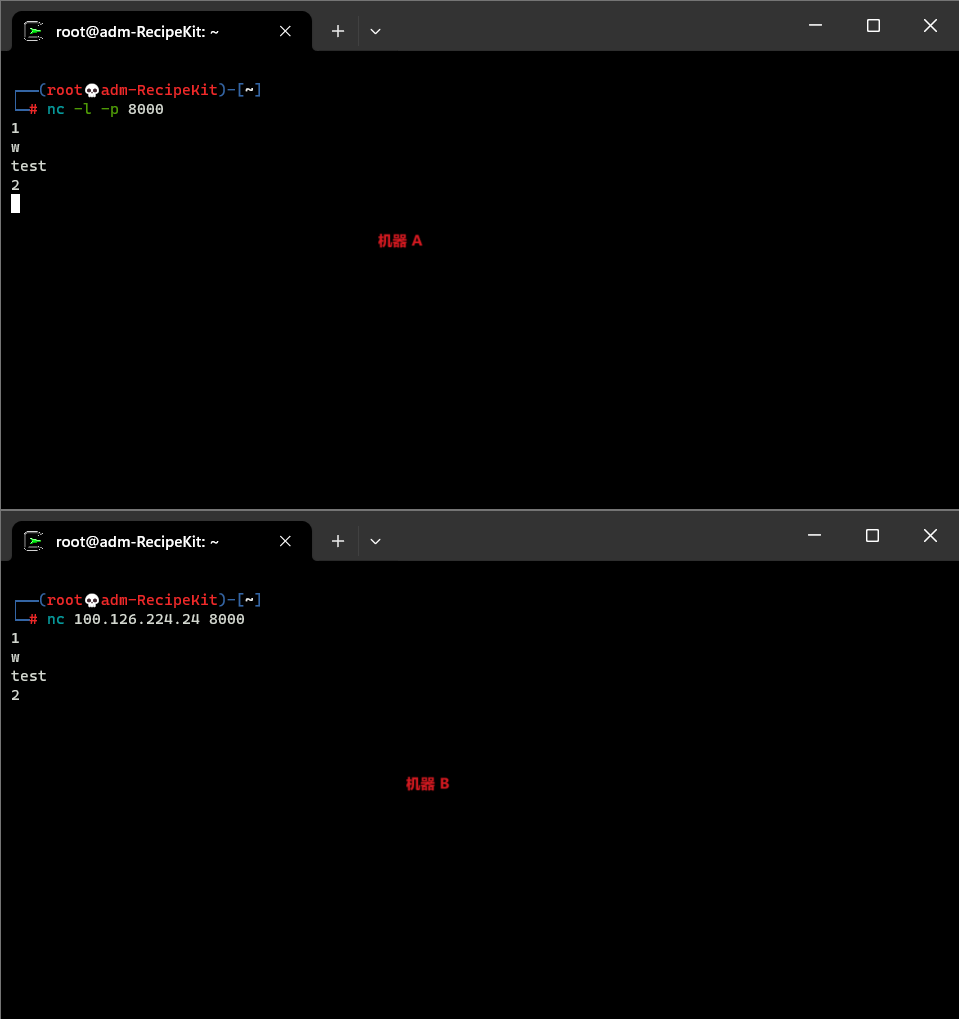 root@adm-RecipeKit: ~
┌──(root💀adm-RecipeKit)-[~]
└─# nc -l -p 8000
1
w
test
2
机器 A
root@adm-RecipeKit: ~
┌──(root💀adm-RecipeKit)-[~]
└─# nc 100.126.224.24 8000
1
w
test
2
机器 B